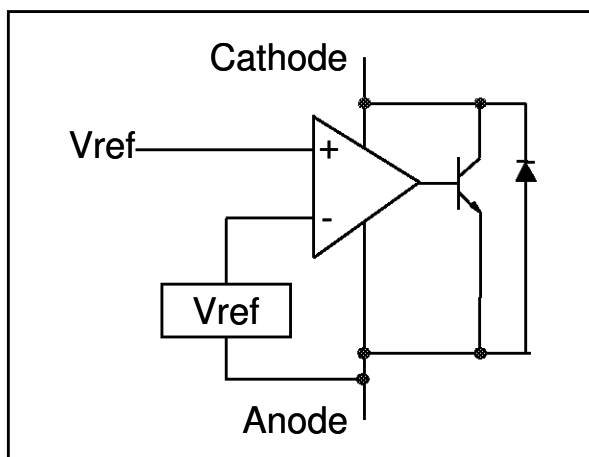 Cathode
Vref
+
-
Vref
Anode